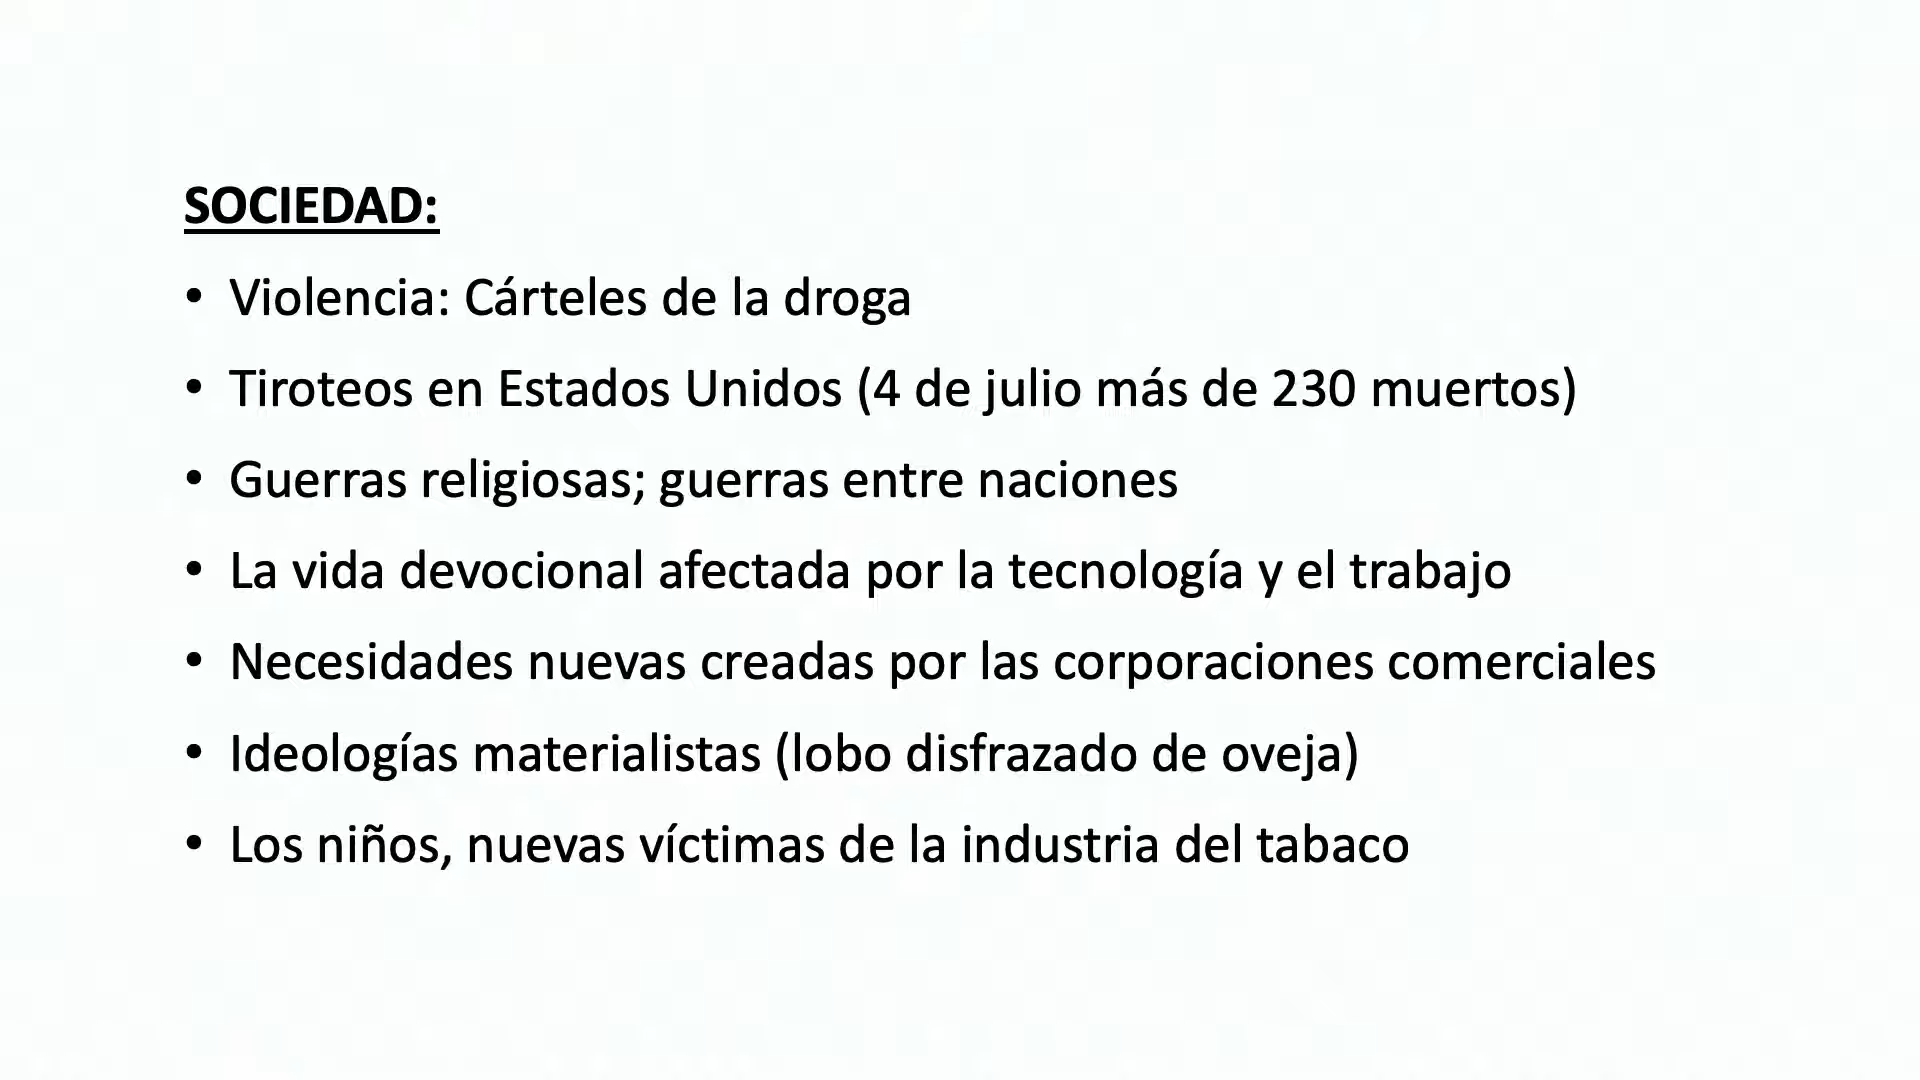 SOCIEDAD:
• Violencia: Cárteles de la droga
• Tiroteos en Estados Unidos (4 de julio más de 230 muertos)
• Guerras religiosas; guerras entre naciones
• La vida devocional afectada por la tecnología y el trabajo
• Necesidades nuevas creadas por las corporaciones comerciales
• Ideologías materialistas (lobo disfrazado de oveja)
• Los niños, nuevas víctimas de la industria del tabaco